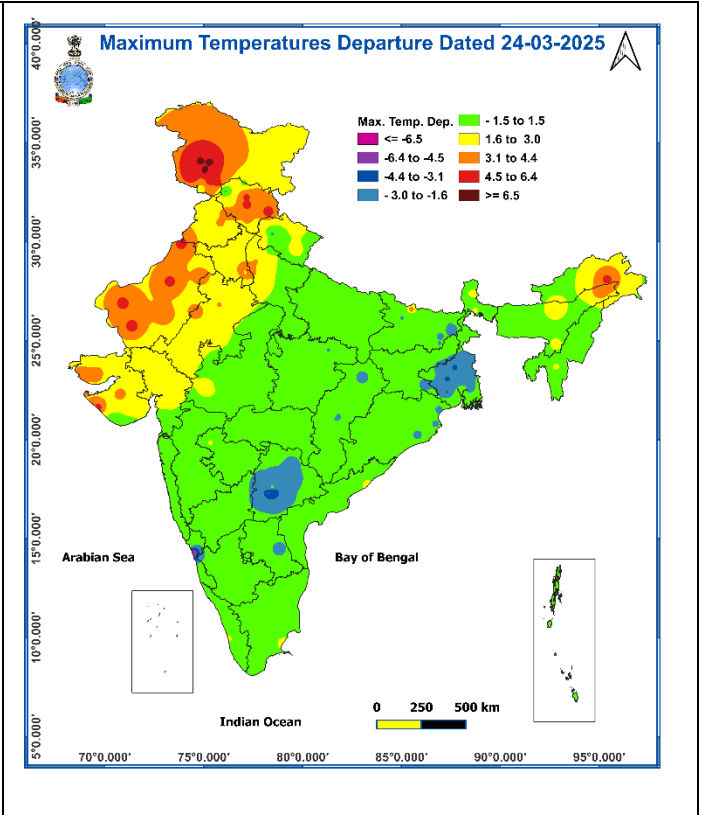 Maximum Temperatures Departure Dated 24-03-2025
Max. Temp. Dep.
<= -6.5
-6.4 to -4.5
-4.4 to -3.1
- 3.0 to -1.6
- 1.5 to 1.5
1.6 to 3.0
3.1 to 4.4
4.5 to 6.4
>= 6.5
40°0.000'
35°0.000'
30°0.000'
25°0.000'
20°0.000'
15°0.000'
10°0.000'
5°0.000'
Arabian Sea
Bay of Bengal
Indian Ocean
0 250 500 km
70°0.000' 75°0.000' 80°0.000' 85°0.000' 90°0.000' 95°0.000'